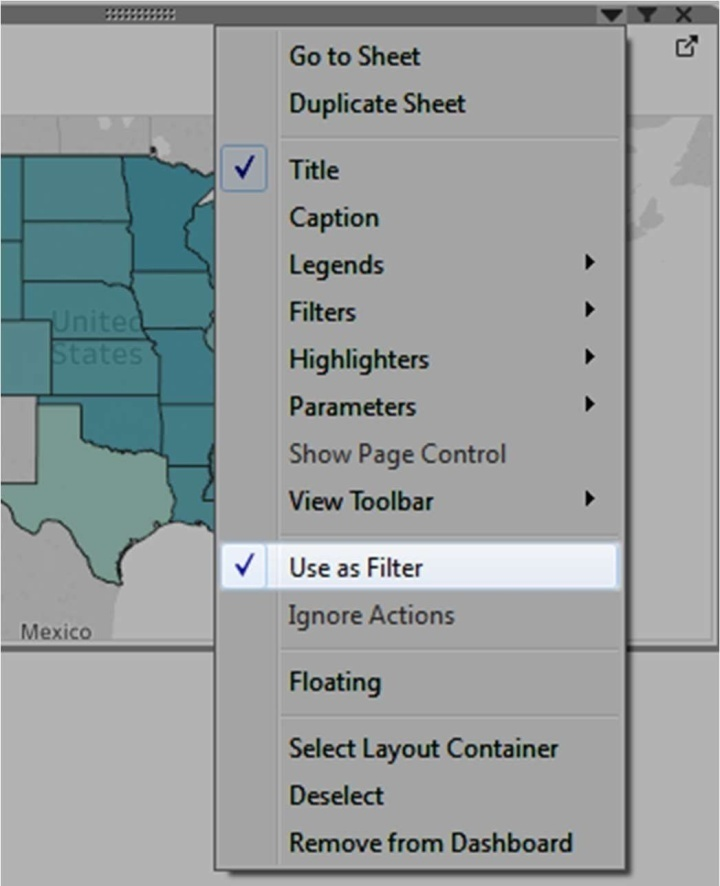 Go to Sheet
Duplicate Sheet
Title
Caption
Legends
Filters
Highlighters
Parameters
Show Page Control
View Toolbar
Use as Filter
Ignore Actions
Floating
Select Layout Container
Deselect
Remove from Dashboard
United
States
Mexico